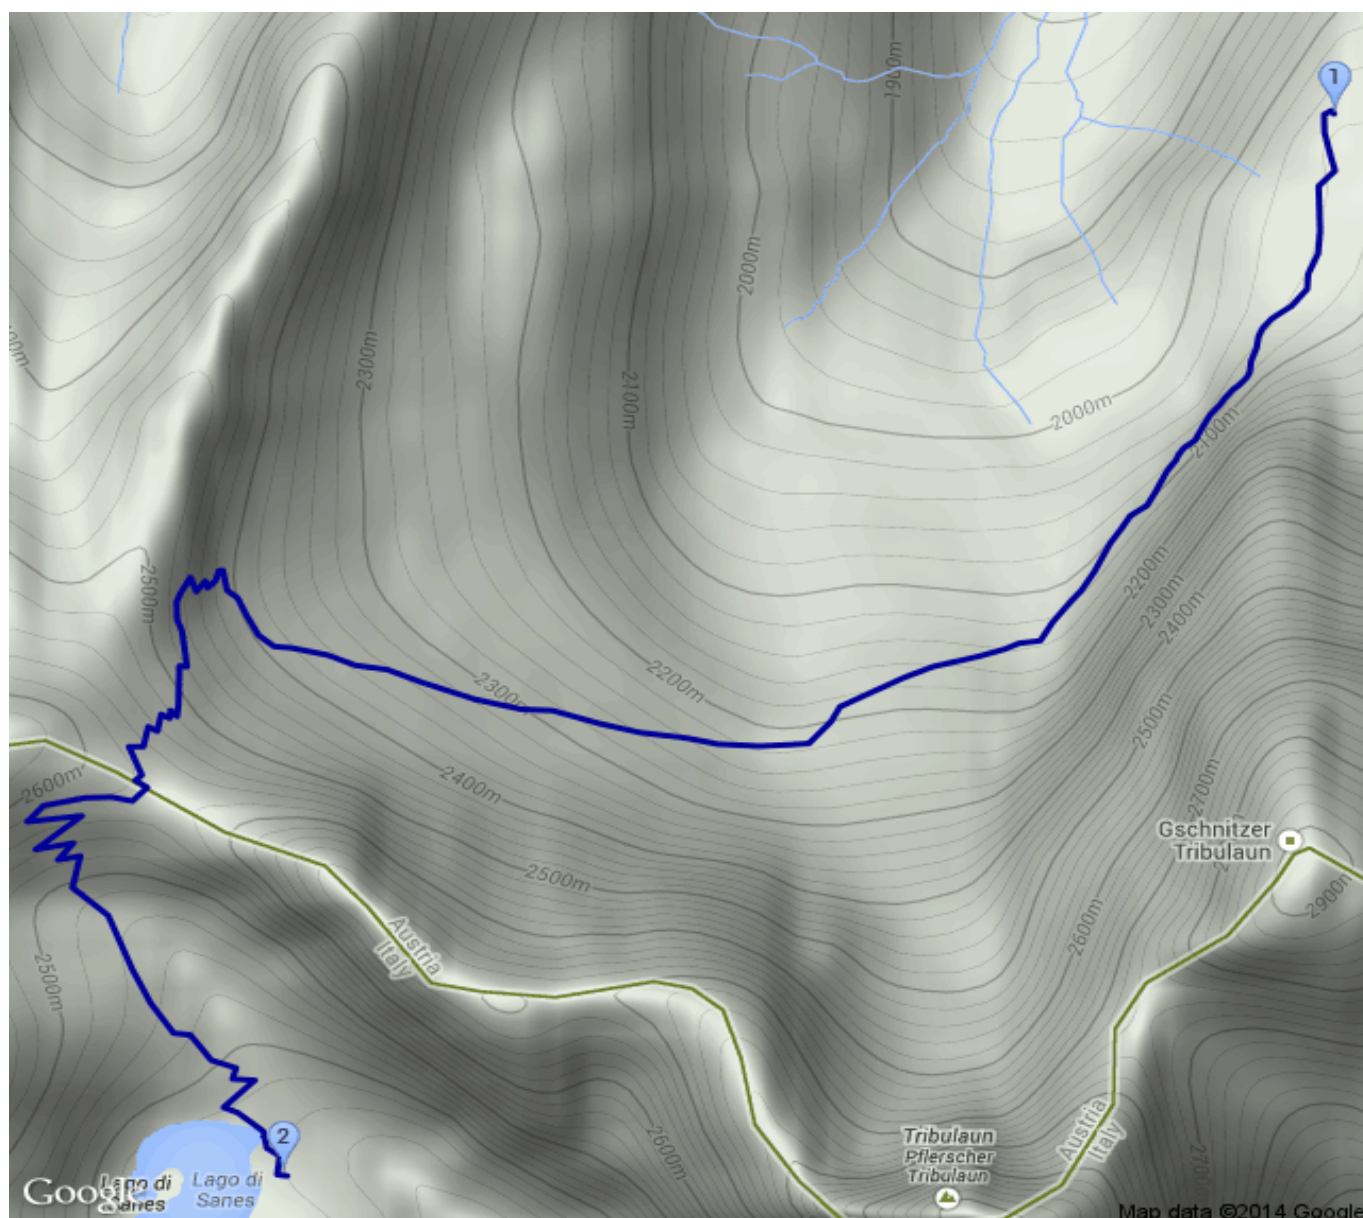 1
1900m
2000m
2300m
2100m
2000m
2100m
2500m
2200m
2300m
2400m
2200m
2300m
2500m
2600m
2400m
2700m
Gschnitzer
Tribulaun
2500m
2900m
2600m
Austria
Italy
2500m
2
2600m
Tribulaun
Pflerscher
Tribulaun
Austria
Italy
Lago di
Sanes
Lago di
Sanes
Google
Map data ©2014 Google